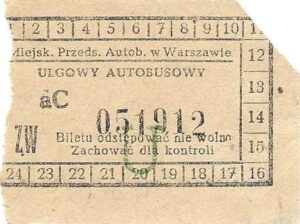 2 3 4 5 6 7 8 9 10 11
Miejsk. Przeds. Autob. w Warszawie
ULGOWY AUTOBUSOWY
àC
051912
ZW
Biletu odstępować nie wolno
Zachować dla kontroli
12
13
14
15
16
24 23 22 21 20 19 18 17